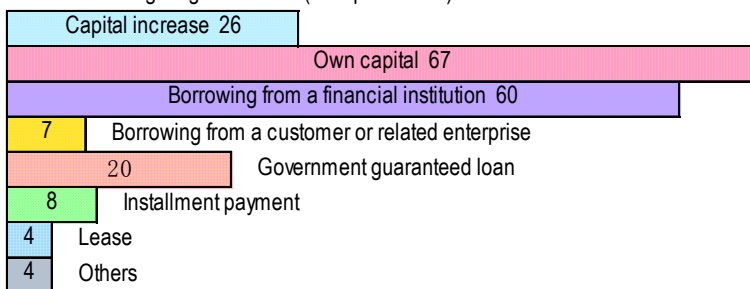 Capital increase 26
Own capital 67
Borrowing from a financial institution 60
7 Borrowing from a customer or related enterprise
20 Government guaranteed loan
8 Installment payment
4 Lease
4 Others